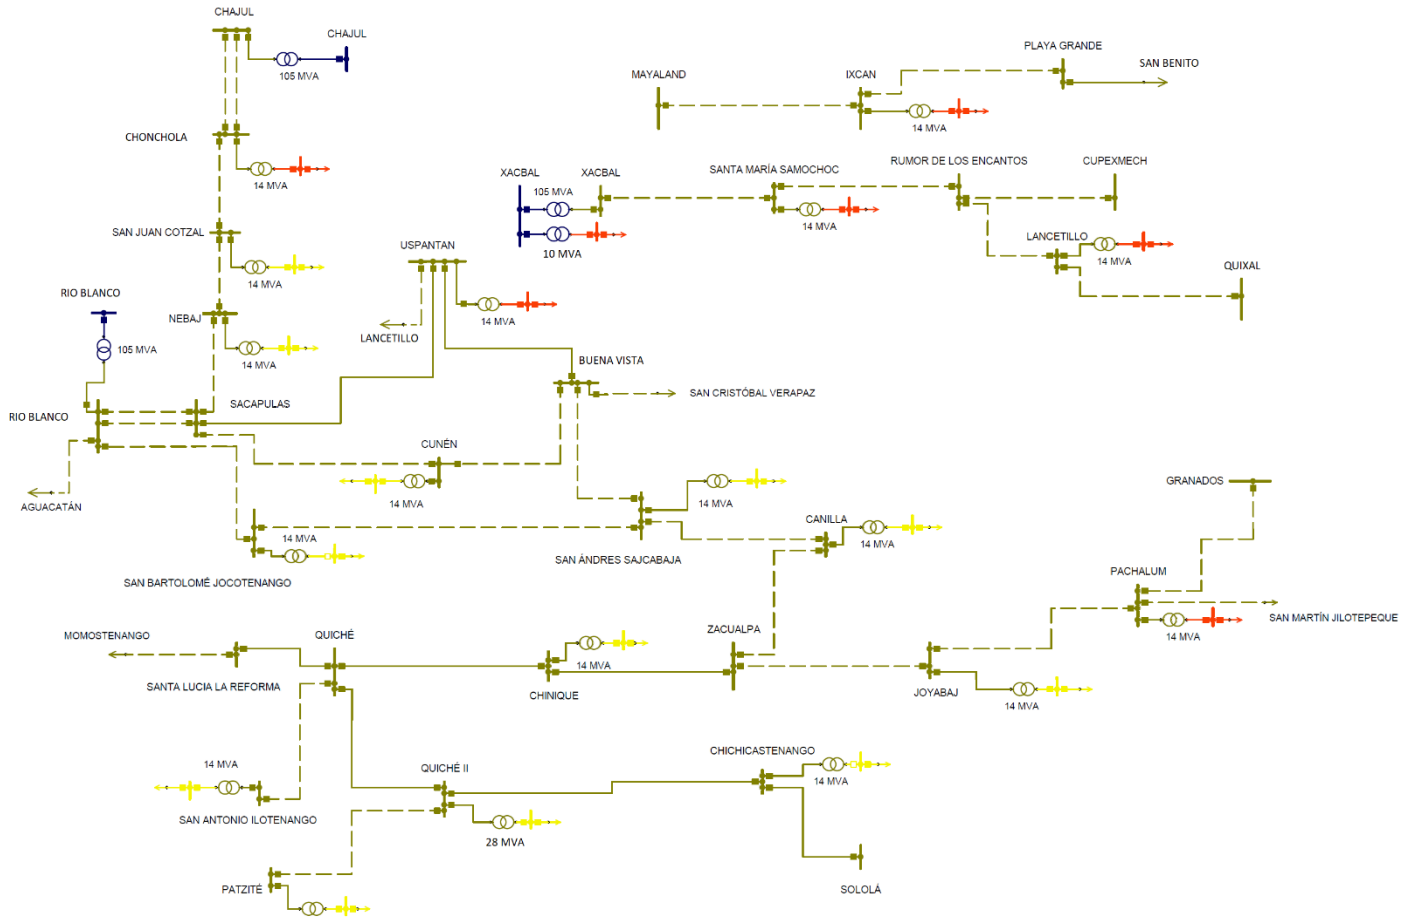 CHAJUL
CHAJUL
105 MVA
PLAYA GRANDE
SAN BENITO
MAYALAND
IXCAN
14 MVA
CHONCHOLA
14 MVA
SANTA MARÍA SAMOCHOC
RUMOR DE LOS ENCANTOS
CUPEXMECH
XACBAL
XACBAL
105 MVA
14 MVA
10 MVA
SAN JUAN COTZAL
14 MVA
USPANTAN
LANCETILLO
14 MVA
QUIXAL
RIO BLANCO
105 MVA
NEBAJ
14 MVA
14 MVA
LANCETILLO
BUENA VISTA
SAN CRISTÓBAL VERAPAZ
RIO BLANCO
SACAPULAS
CUNÉN
14 MVA
AGUACATÁN
14 MVA
GRANADOS
14 MVA
SAN BARTOLOMÉ JOCOTENANGO
SAN ÁNDRES SAJCABAJA
CANILLA
14 MVA
PACHALUM
SAN MARTÍN JILOTEPEQUE
14 MVA
MOMOSTENANGO
QUICHÉ
SANTA LUCIA LA REFORMA
14 MVA
CHINIQUE
ZACUALPA
JOYABAJ
14 MVA
14 MVA
SAN ANTONIO ILOTENANGO
QUICHÉ II
28 MVA
CHICHICASTENANGO
14 MVA
PATZITÉ
14 MVA
SOLOLÁ